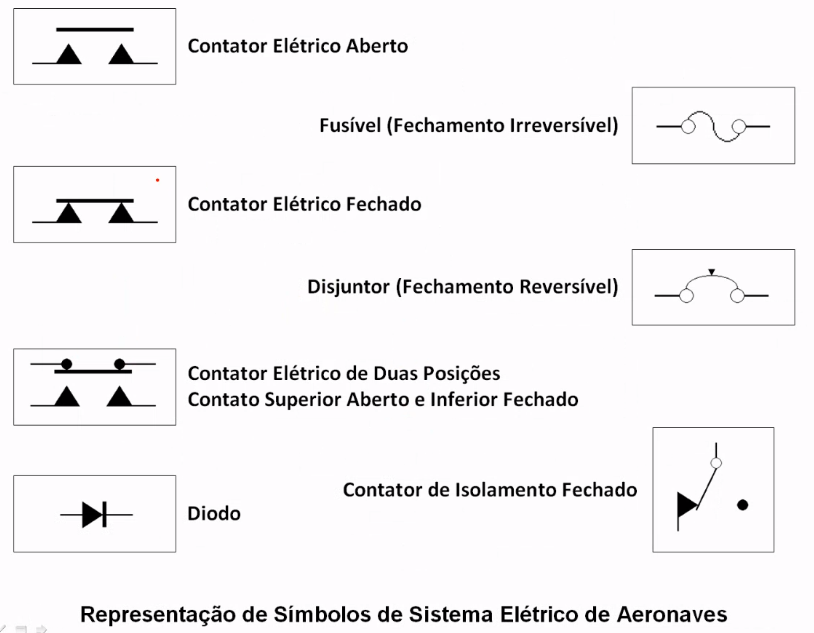 Contator Elétrico Aberto
Fusível (Fechamento Irreversível)
Contator Elétrico Fechado
Disjuntor (Fechamento Reversível)
Contator Elétrico de Duas Posições
Contato Superior Aberto e Inferior Fechado
Contator de Isolamento Fechado
Diodo
Representação de Símbolos de Sistema Elétrico de Aeronaves